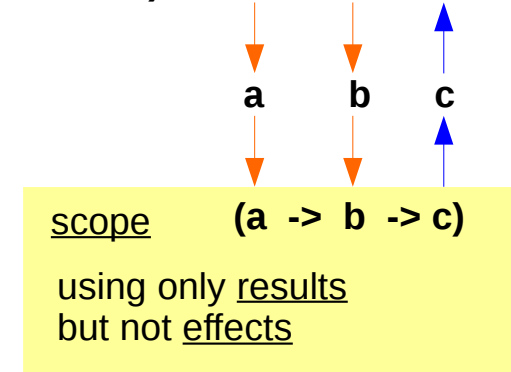 a b c
scope (a -> b -> c)
using only results
but not effects